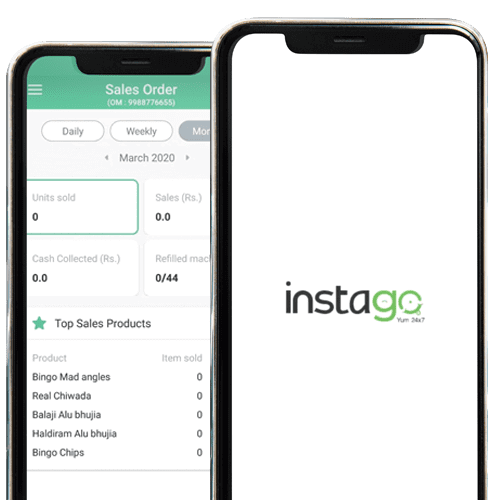 Sales Order
(OM : 9988776655)
Daily Weekly Mon
March 2020
Units sold Sales (Rs.)
0 0.0
Cash Collected (Rs.) Refilled mac
0.0 0/44
Top Sales Products
Product Item sold
Bingo Mad angles 0
Real Chiwada 0
Balaji Alu bhujia 0
Haldiram Alu bhujia 0
Bingo Chips 0
instago
Yum 24x7